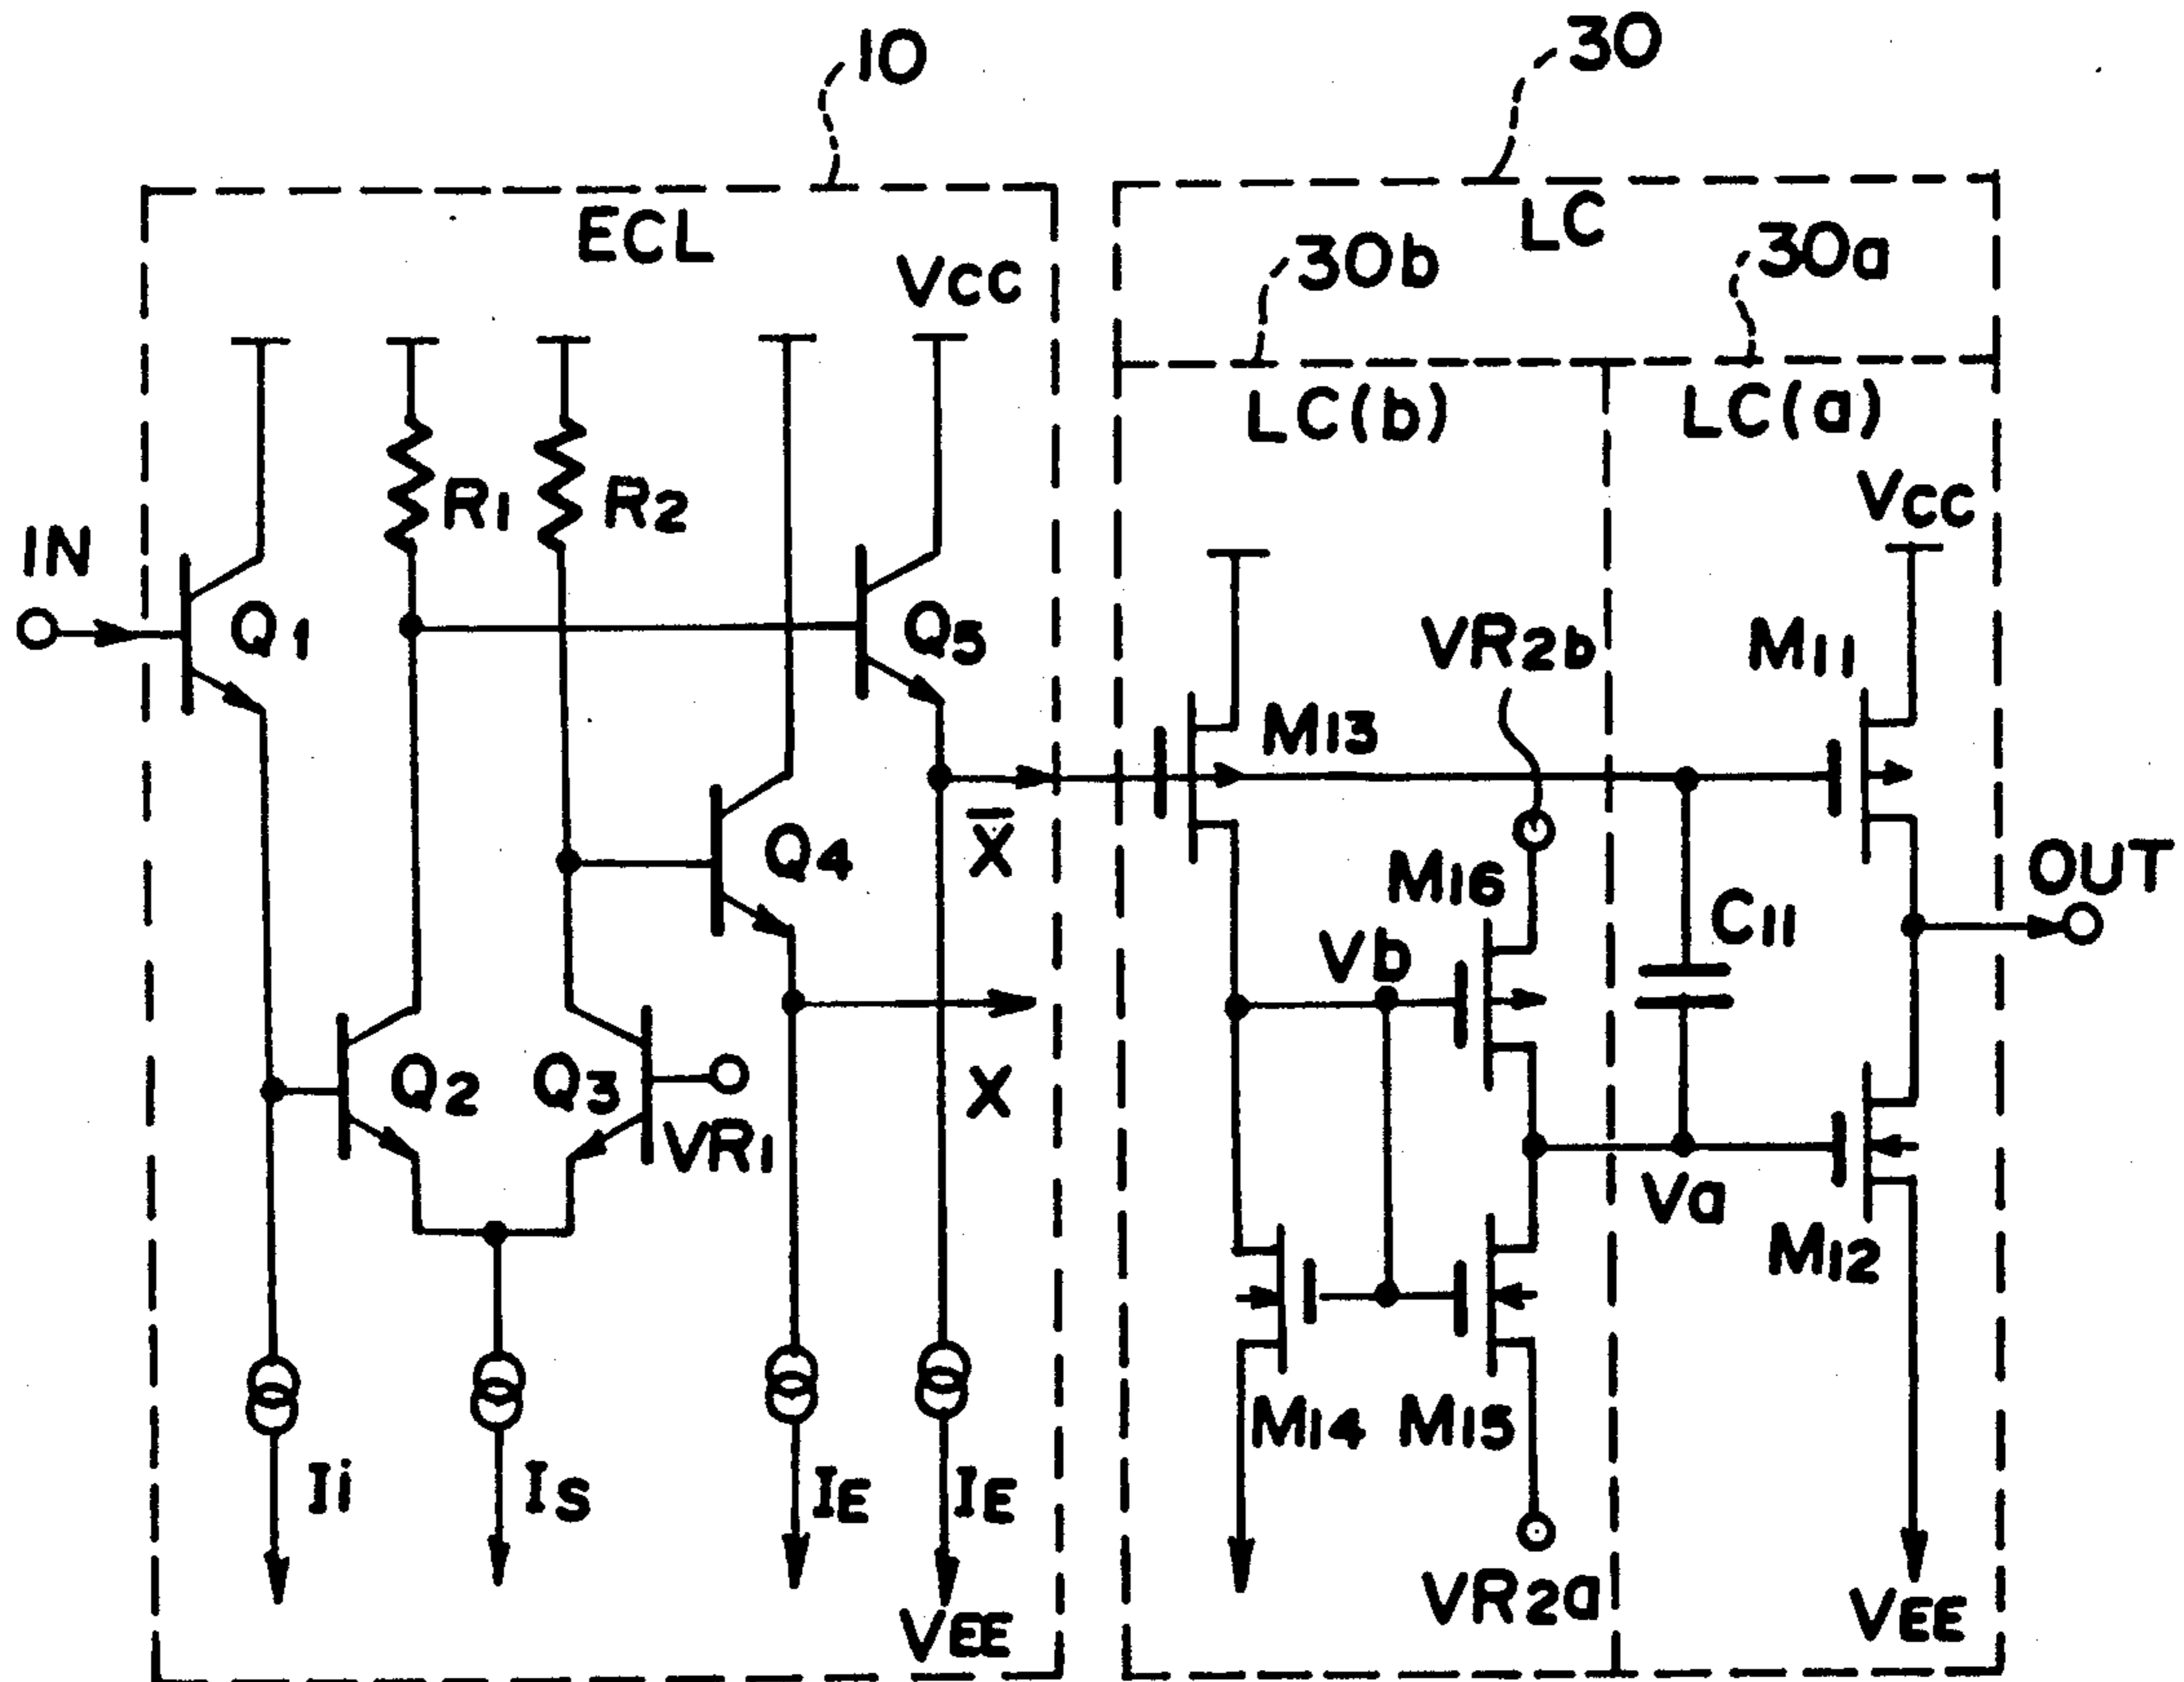 10
30
ECL
LC
30b
30a
VCC
LC(b)
LC(a)
R1
R2
VCC
IN
Q1
Q5
VR2b
M11
M13
X̅
Q4
M16
OUT
C11
Vb
Q2
Q3
X
VR1
Va
M12
M14
M15
Ii
IS
IE
IE
VEE
VR2a
VEE